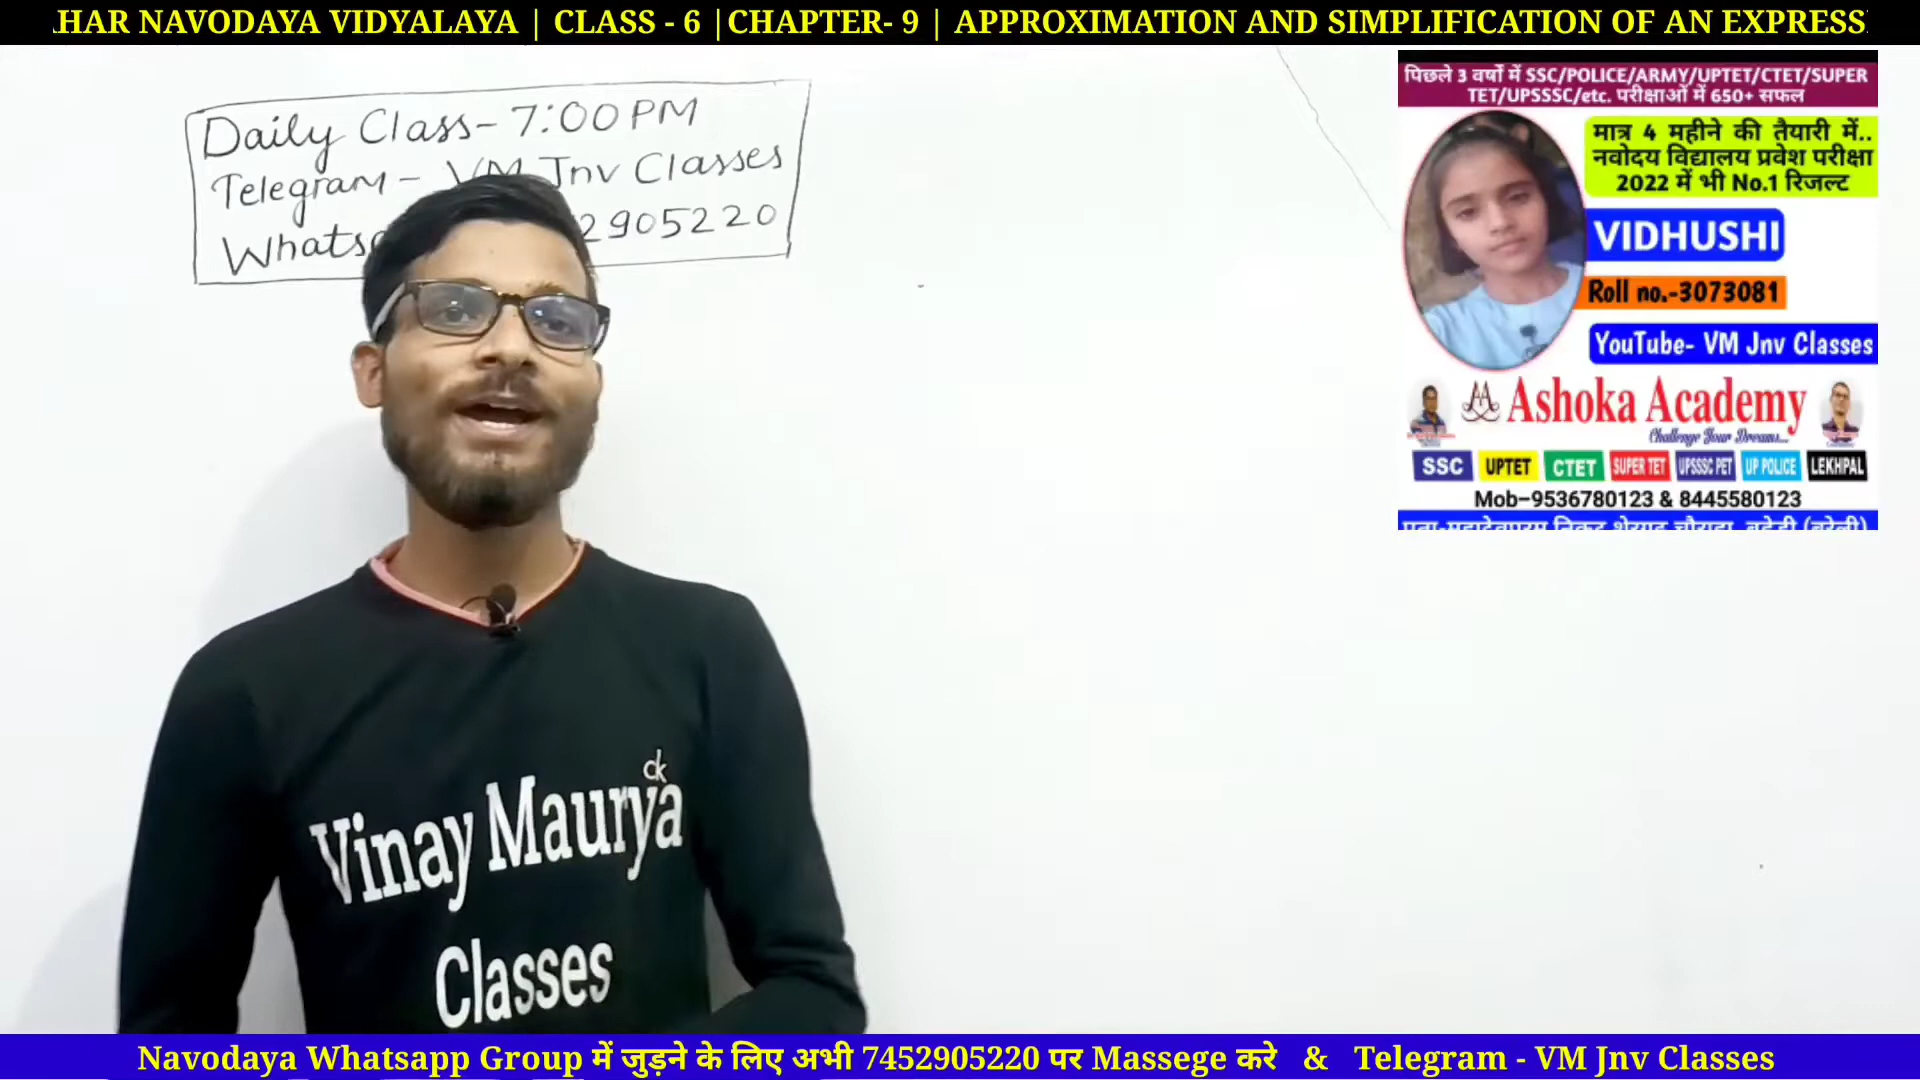 HAR NAVODAYA VIDYALAYA | CLASS - 6 |CHAPTER- 9 | APPROXIMATION AND SIMPLIFICATION OF AN EXPRESS
Daily Class- 7:00 PM
Telegram - VM Jnv Classes
Whats 2905220
पिछले 3 वर्षों में SSC/POLICE/ARMY/UPTET/CTET/SUPER
TET/UPSSSC/etc. परीक्षाओं में 650+ सफल
मात्र 4 महीने की तैयारी में..
नवोदय विद्यालय प्रवेश परीक्षा
2022 में भी No.1 रिजल्ट
VIDHUSHI
Roll no.-3073081
YouTube- VM Jnv Classes
Ashoka Academy
Challenge Your Dreams...
SSC UPTET CTET SUPER TET UPSSSC PET UP POLICE LEKHPAL
Mob-9536780123 & 8445580123
ck
Vinay Maurya
Classes
Navodaya Whatsapp Group में जुड़ने के लिए अभी 7452905220 पर Massege करे & Telegram - VM Jnv Classes